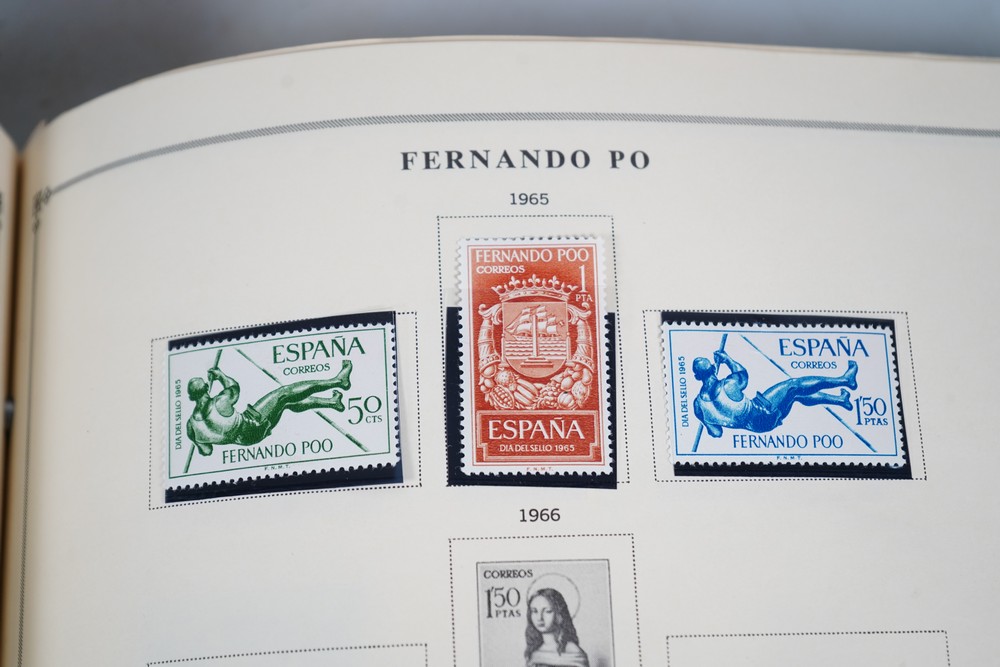 FERNANDO PO
1965
FERNANDO POO
CORREOS
1
PTA
ESPAÑA
DIA DEL SELLO 1965
F.N.M.T.
ESPAÑA
CORREOS
DIA DEL SELLO 1965
50
CTS
FERNANDO POO
F.N.M.T.
ESPAÑA
CORREOS
DIA DEL SELLO 1965
1'50
PTAS
FERNANDO POO
F.N.M.T.
1966
CORREOS
1'50
PTAS